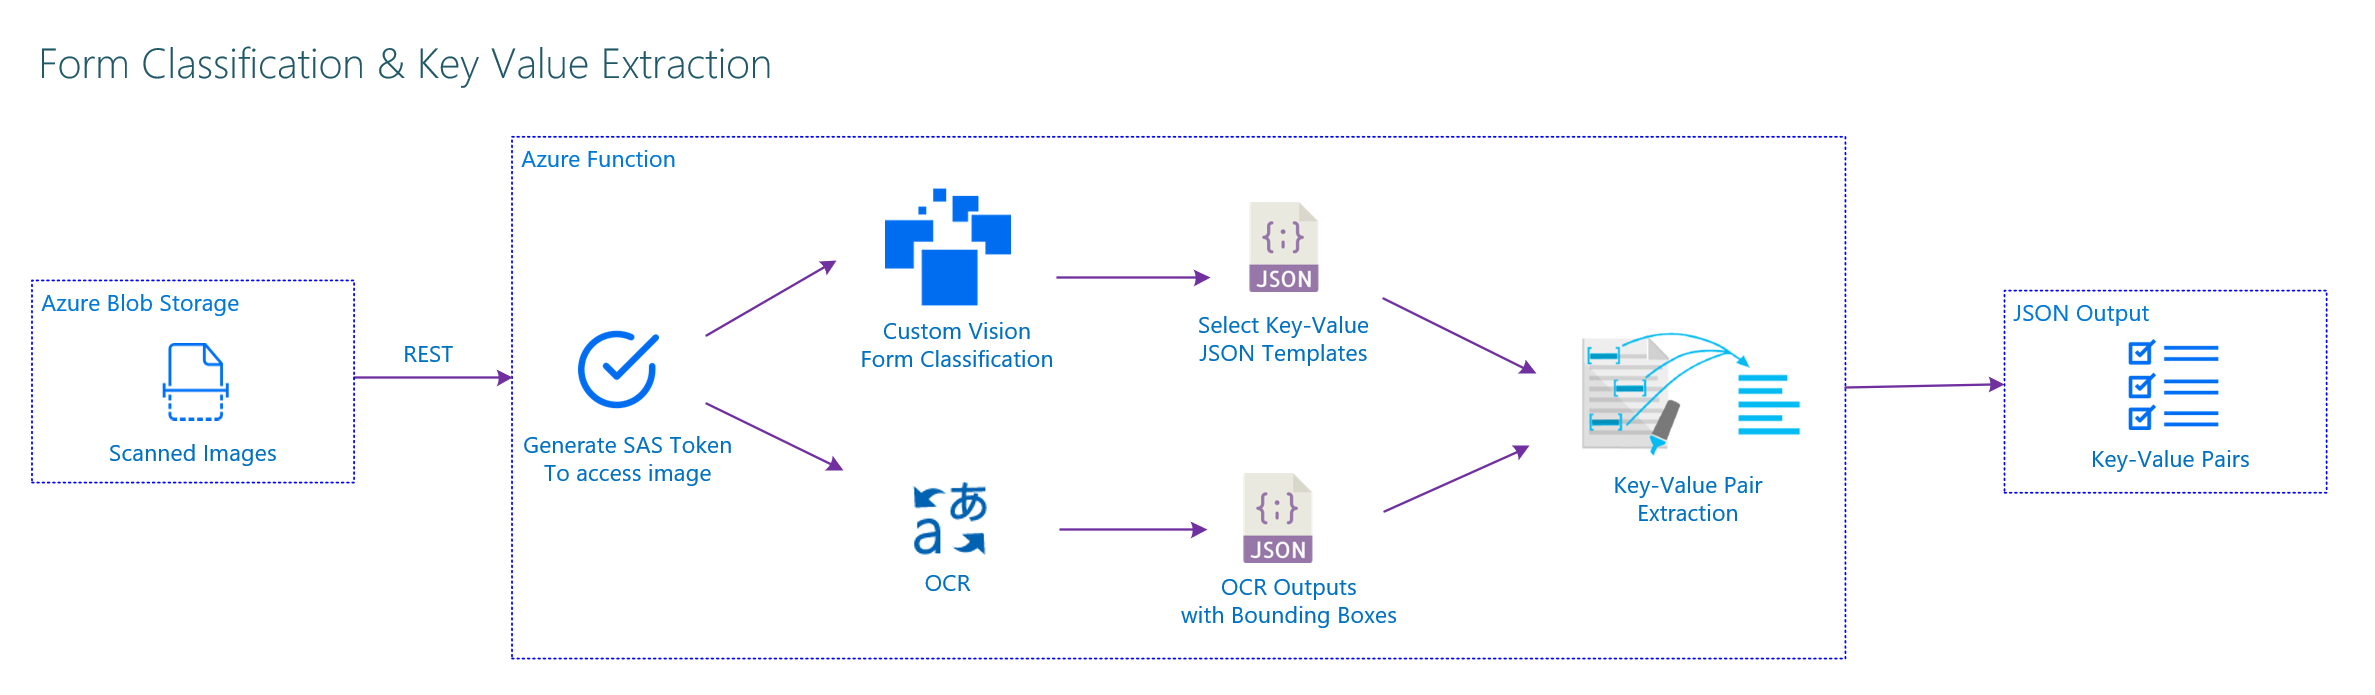 Form Classification & Key Value Extraction
Azure Blob Storage
Scanned Images
REST
Azure Function
Generate SAS Token
To access image
Custom Vision
Form Classification
{;}
JSON
Select Key-Value
JSON Templates
あ
a
OCR
{;}
JSON
OCR Outputs
with Bounding Boxes
Key-Value Pair
Extraction
JSON Output
Key-Value Pairs